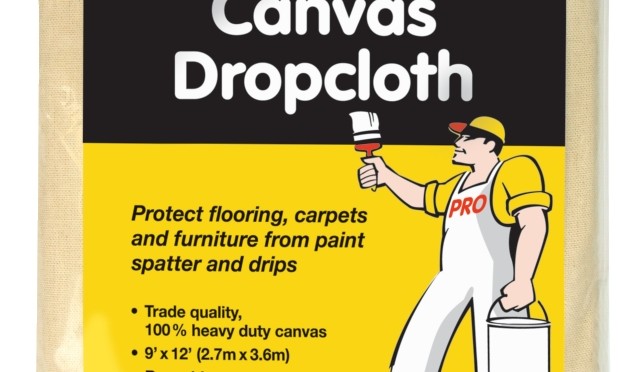 Canvas
Dropcloth
PRO
Protect flooring, carpets
and furniture from paint
spatter and drips
• Trade quality,
100% heavy duty canvas
• 9' x 12' (2.7m x 3.6m)